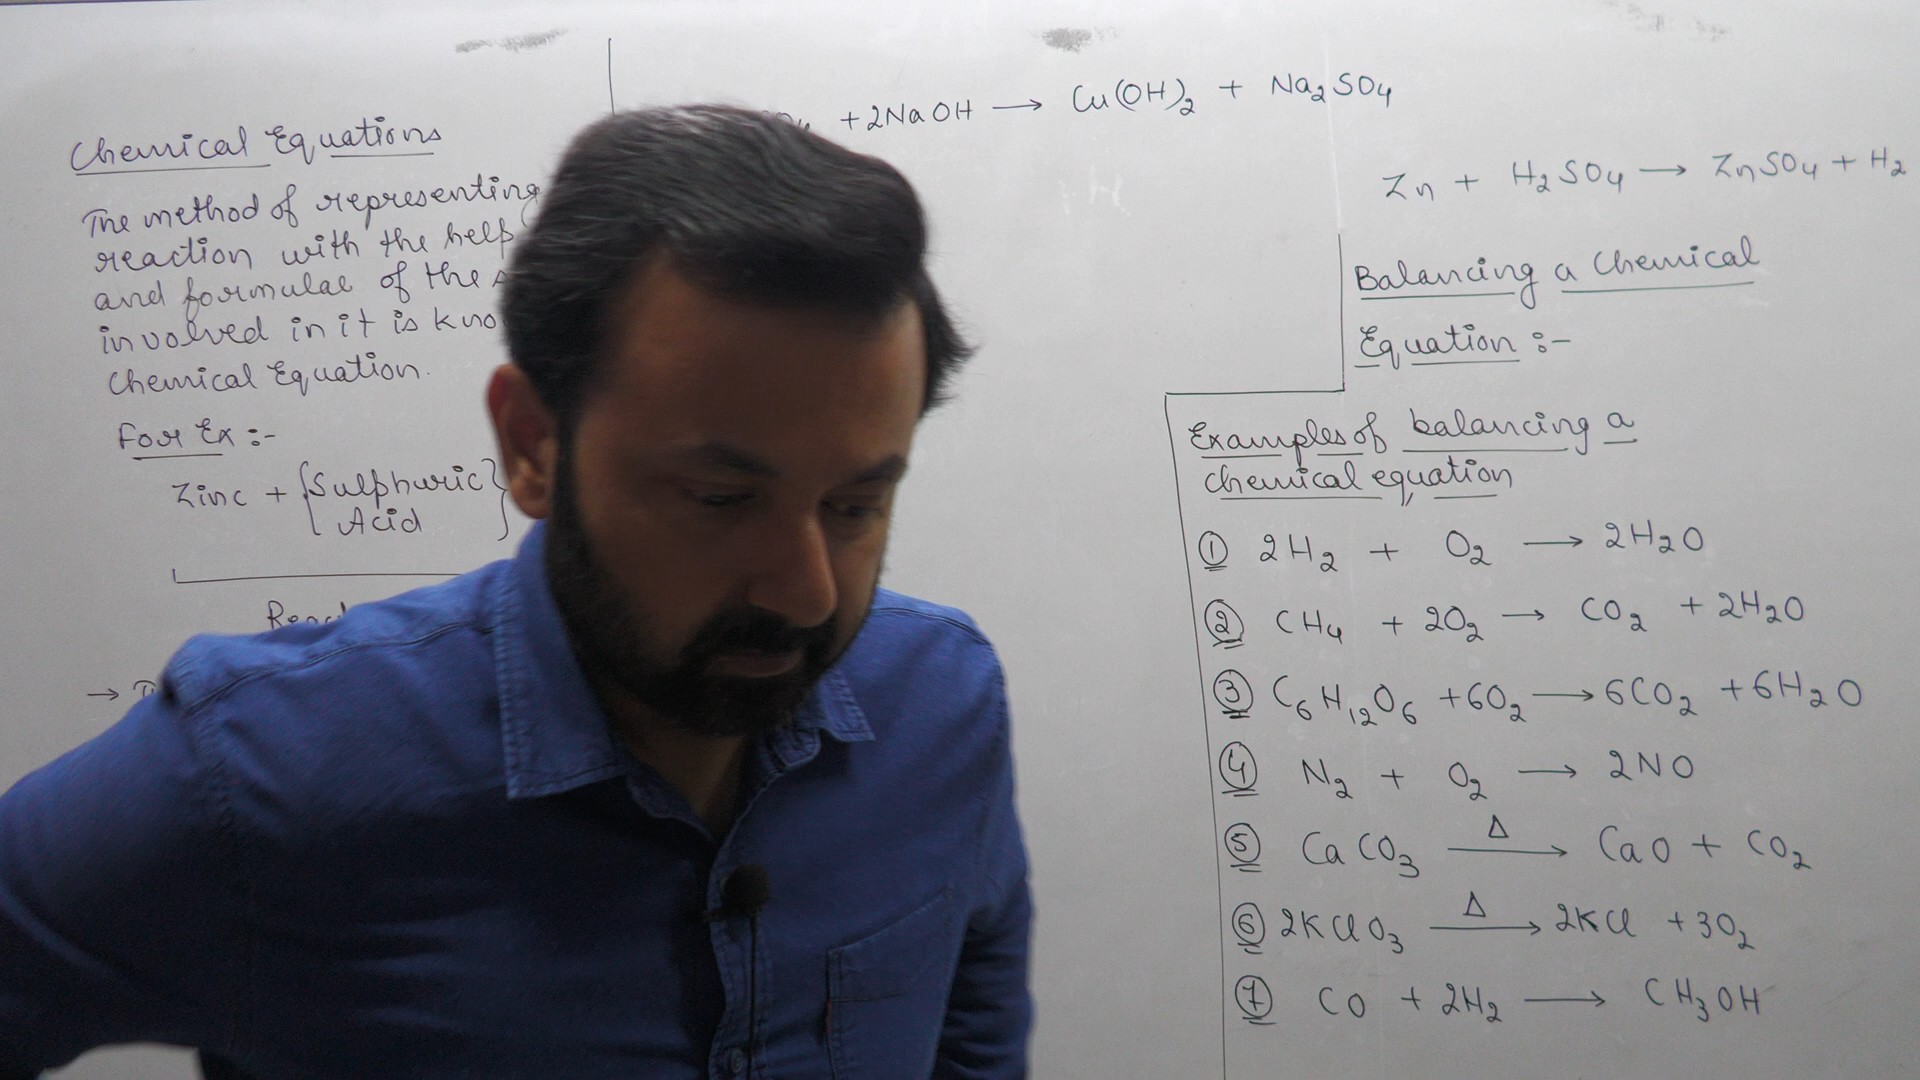 Chemical Equations
The method of representing
reaction with the help
and formulae of the
involved in it is
Chemical Equation.
For Ex :-
Zinc + {Sulphuric
Acid}
→
+ 2NaOH → Cu(OH)₂ + Na₂SO₄
Zn + H₂SO₄ → ZnSO₄ + H₂
Balancing a Chemical
Equation :-
Examples of balancing a
chemical equation
① 2H₂ + O₂ → 2H₂O
② CH₄ + 2O₂ → CO₂ + 2H₂O
③ C₆H₁₂O₆ + 6O₂ → 6CO₂ + 6H₂O
④ N₂ + O₂ → 2NO
⑤ CaCO₃ —Δ→ CaO + CO₂
⑥ 2KClO₃ —Δ→ 2KCl + 3O₂
⑦ CO + 2H₂ → CH₃OH